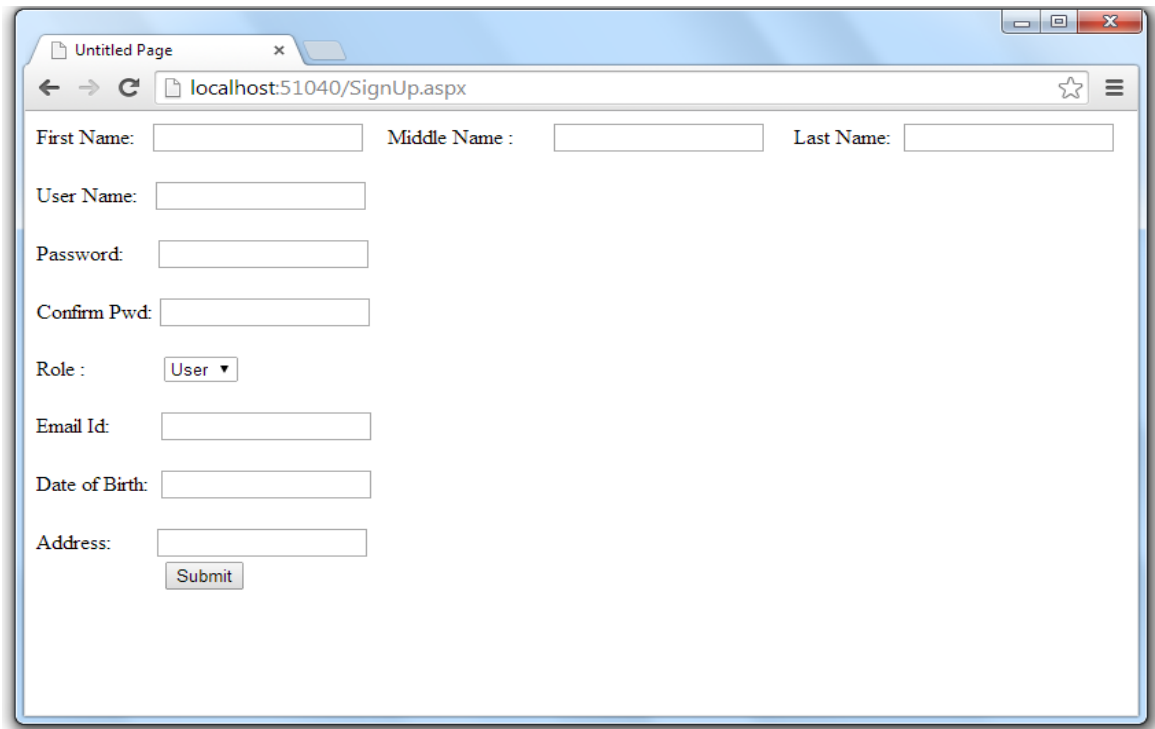 Untitled Page
localhost:51040/SignUp.aspx
First Name: Middle Name : Last Name:
User Name:
Password:
Confirm Pwd:
Role : User
Email Id:
Date of Birth:
Address:
Submit